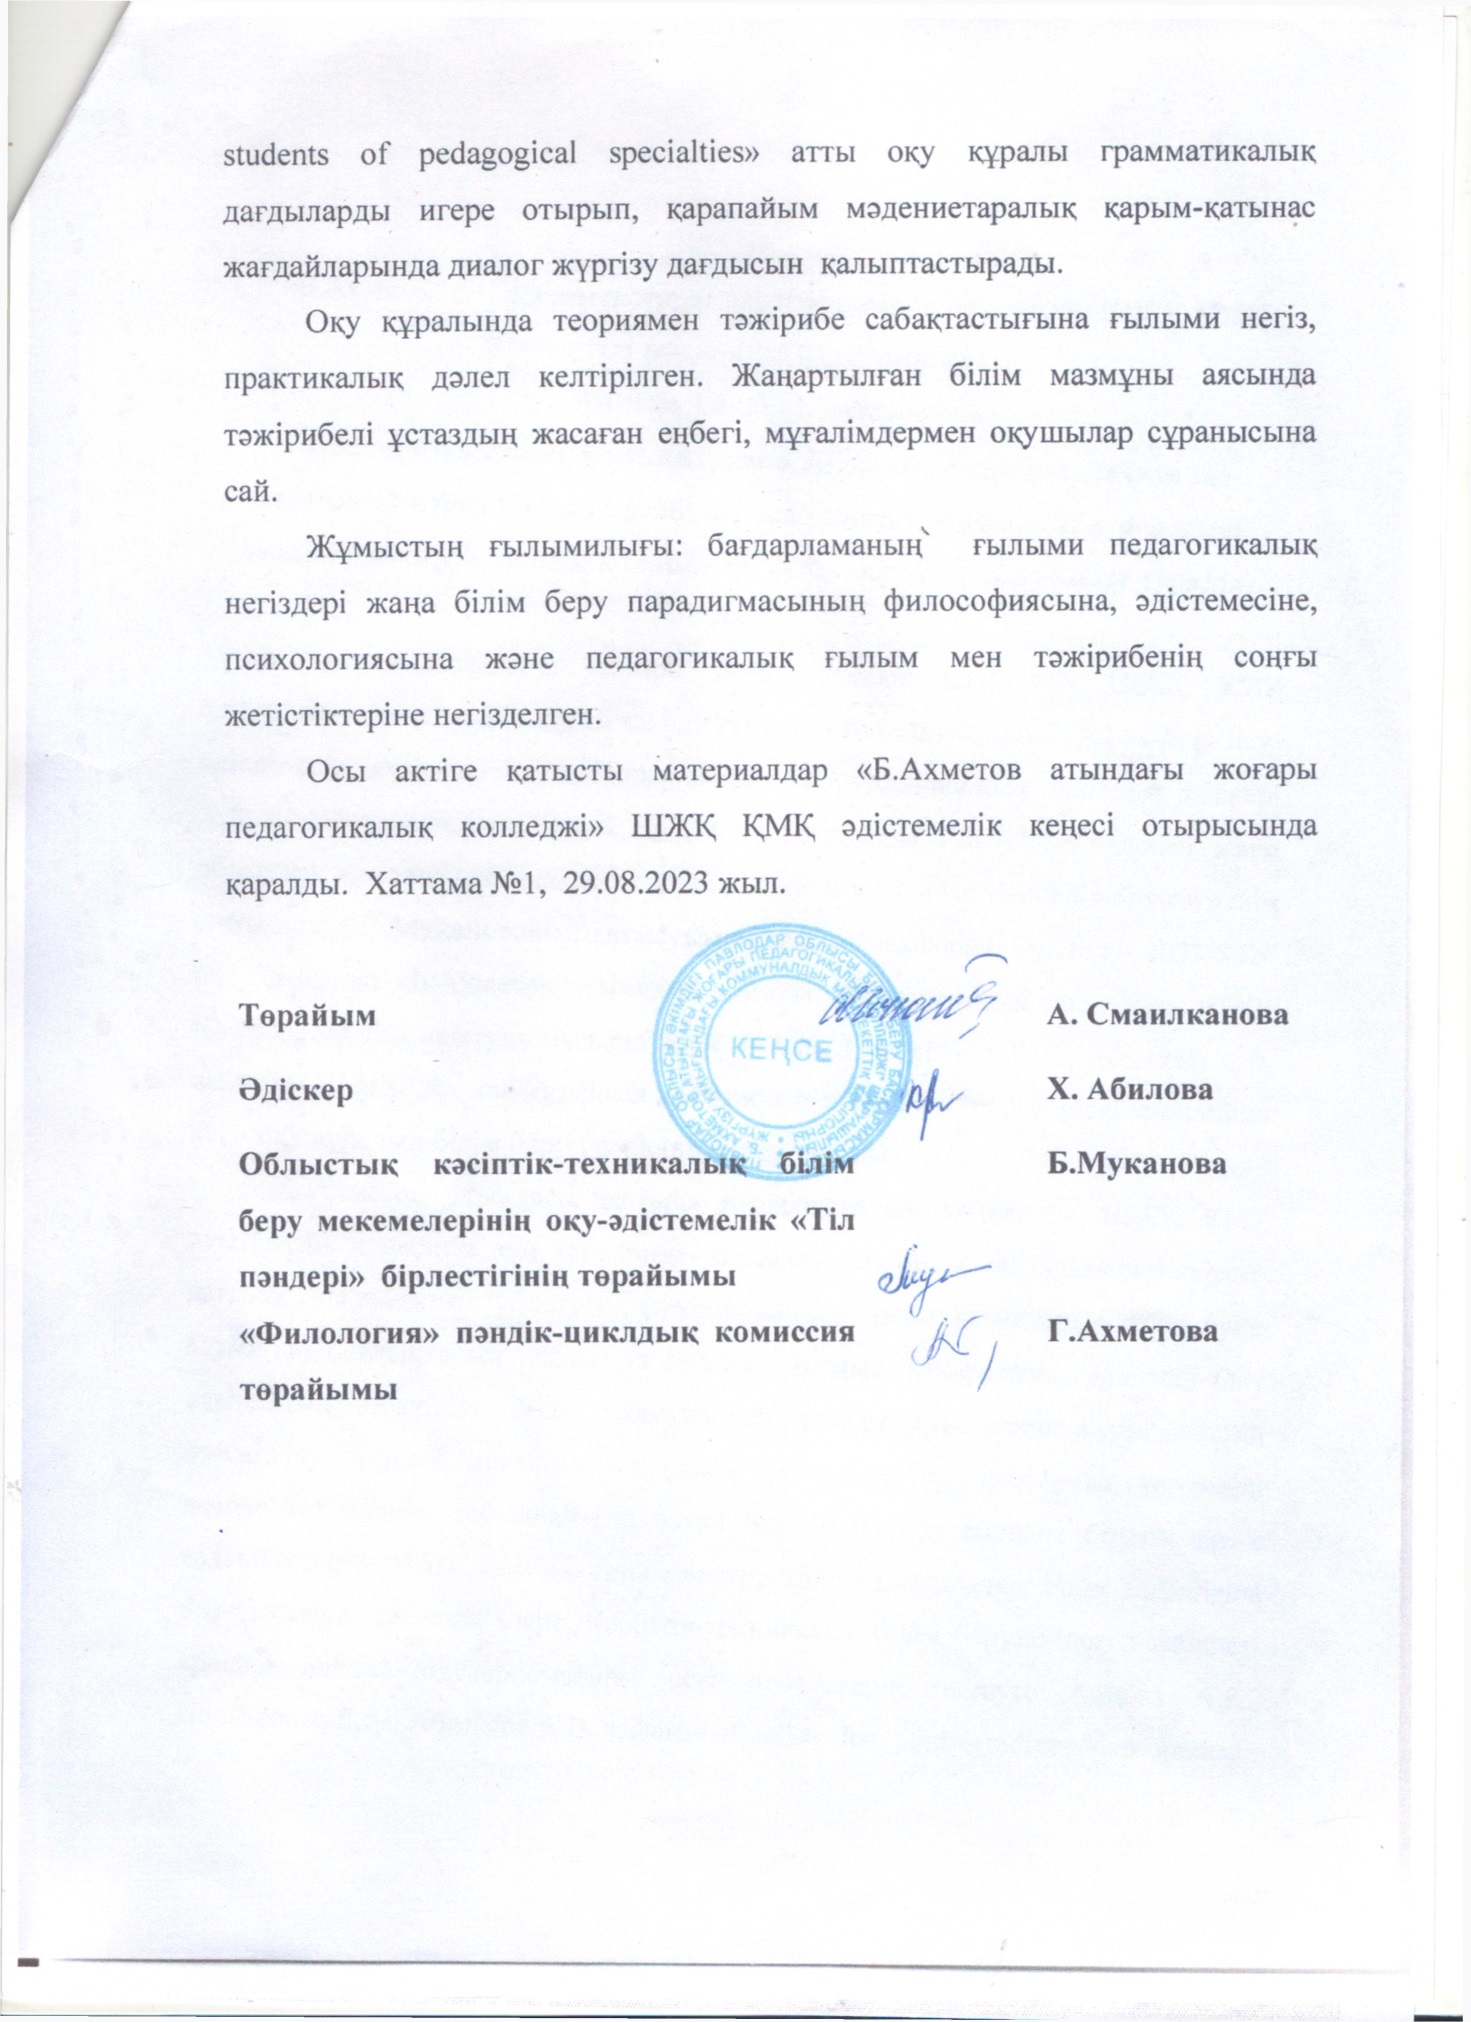 students of pedagogical specialties» атты оқу құралы грамматикалық
дағдыларды игере отырып, қарапайым мәдениетаралық қарым-қатынас
жағдайларында диалог жүргізу дағдысын қалыптастырады.
Оқу құралында теориямен тәжірибе сабақтастығына ғылыми негіз,
практикалық дәлел келтірілген. Жаңартылған білім мазмұны аясында
тәжірибелі ұстаздың жасаған еңбегі, мұғалімдермен оқушылар сұранысына
сай.
Жұмыстың ғылымилығы: бағдарламаның` ғылыми педагогикалық
негіздері жаңа білім беру парадигмасының философиясына, әдістемесіне,
психологиясына және педагогикалық ғылым мен тәжірибенің соңғы
жетістіктеріне негізделген.
Осы актіге қатысты материалдар «Б.Ахметов атындағы жоғары
педагогикалық колледжі» ШЖҚ ҚМҚ әдістемелік кеңесі отырысында
қаралды. Хаттама №1, 29.08.2023 жыл.
КЕҢСЕ
Төрайым А. Смаилканова
Әдіскер Х. Абилова
Облыстық кәсіптік-техникалық білім Б.Муканова
беру мекемелерінің оқу-әдістемелік «Тіл
пәндері» бірлестігінің төрайымы
«Филология» пәндік-циклдық комиссия Г.Ахметова
төрайымы